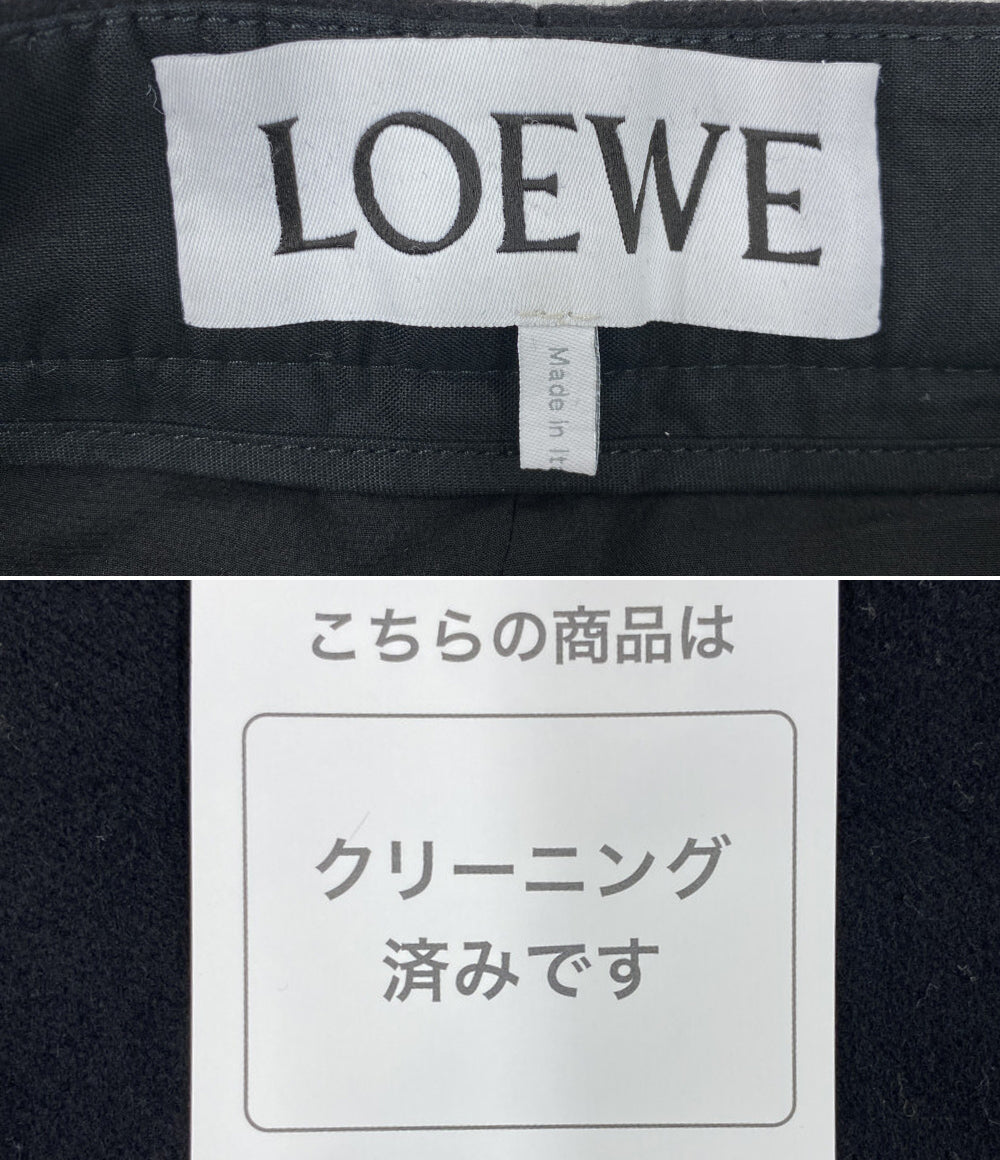 LOEWE
Made in It
こちらの商品は
クリーニング
済みです